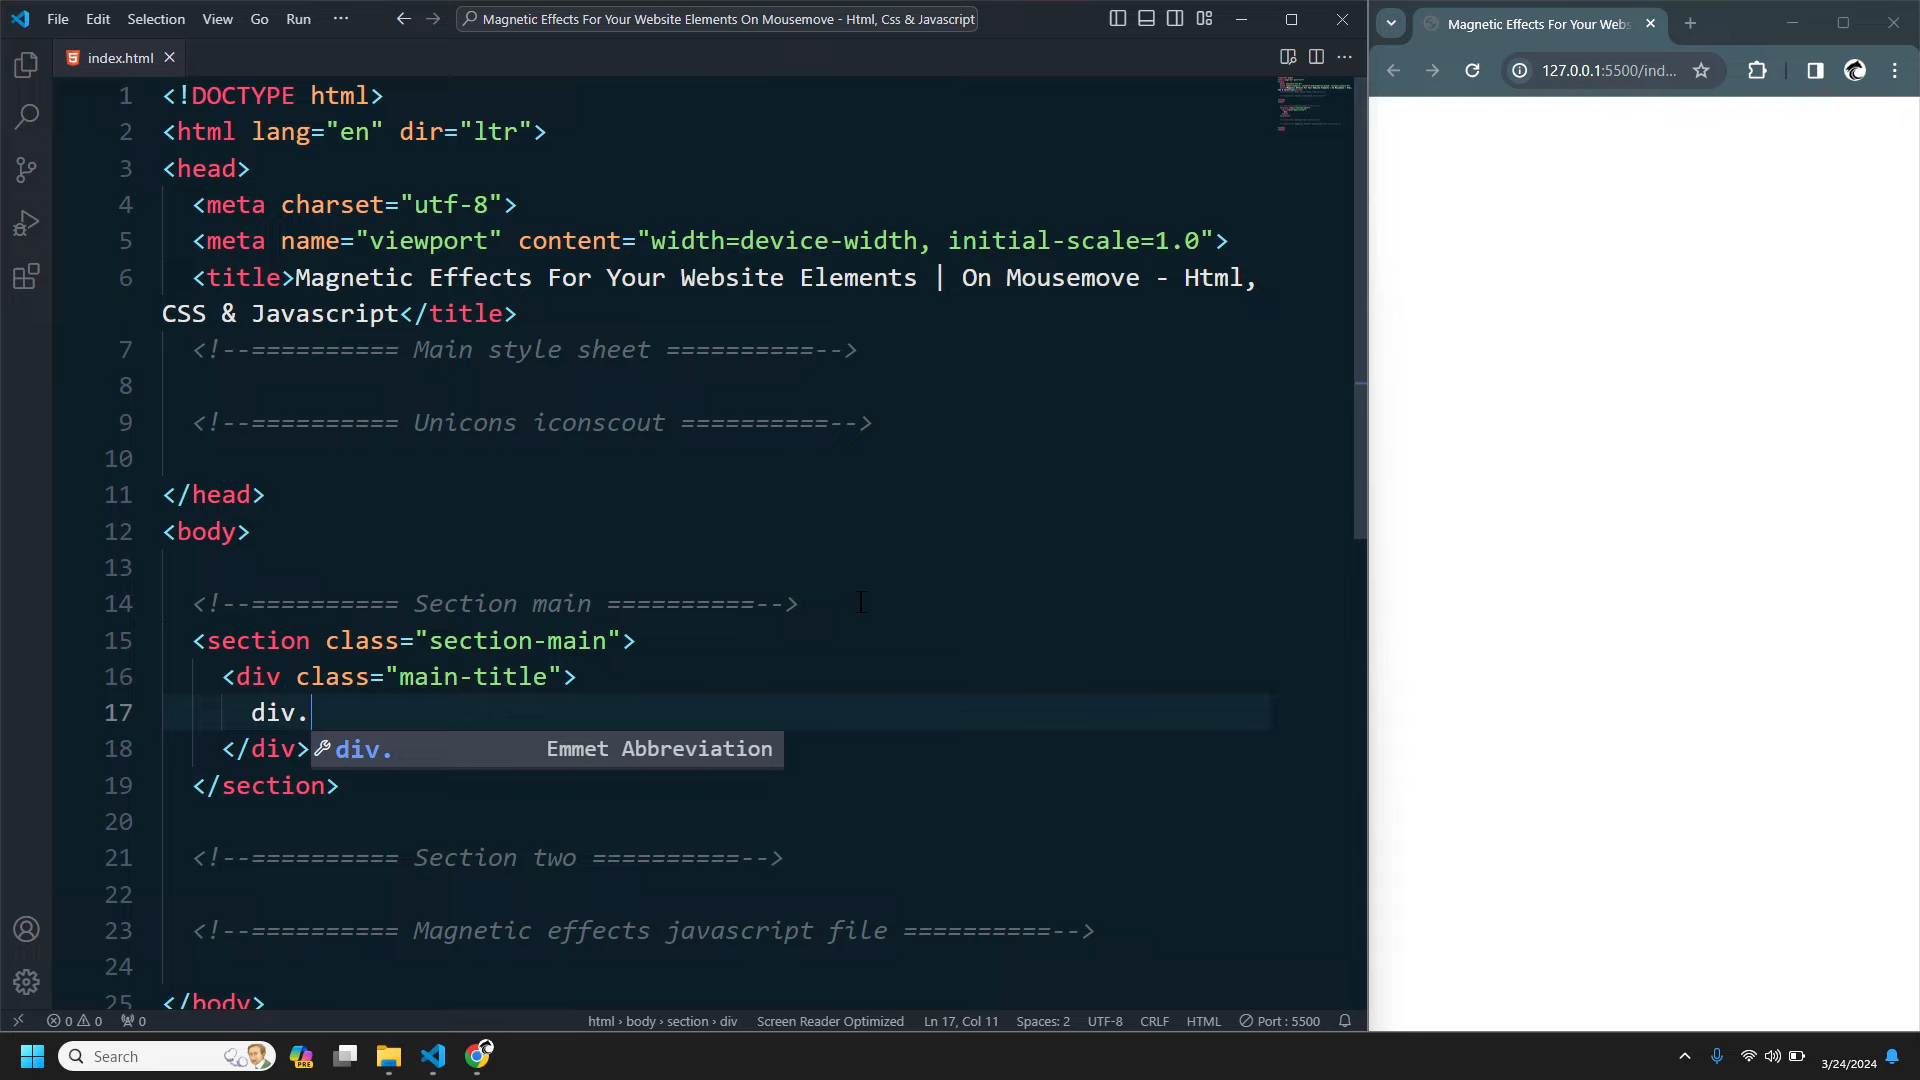 File Edit Selection View Go Run ···
Magnetic Effects For Your Website Elements On Mousemove - Html, Css & Javascript
index.html
1 <!DOCTYPE html>
2 <html lang="en" dir="ltr">
3 <head>
4 <meta charset="utf-8">
5 <meta name="viewport" content="width=device-width, initial-scale=1.0">
6 <title>Magnetic Effects For Your Website Elements | On Mousemove - Html,
CSS & Javascript</title>
7 <!--========== Main style sheet ==========-->
8
9 <!--========== Unicons iconscout ==========-->
10
11 </head>
12 <body>
13
14 <!--========== Section main ==========-->
15 <section class="section-main">
16 <div class="main-title">
17 div.
18 </div>
div. Emmet Abbreviation
19 </section>
20
21 <!--========== Section two ==========-->
22
23 <!--========== Magnetic effects javascript file ==========-->
24
25 </body>
0 0 0 html › body › section › div Screen Reader Optimized Ln 17, Col 11 Spaces: 2 UTF-8 CRLF HTML Port : 5500
Magnetic Effects For Your Webs
127.0.0.1:5500/ind...
Search
PRE
3/24/2024